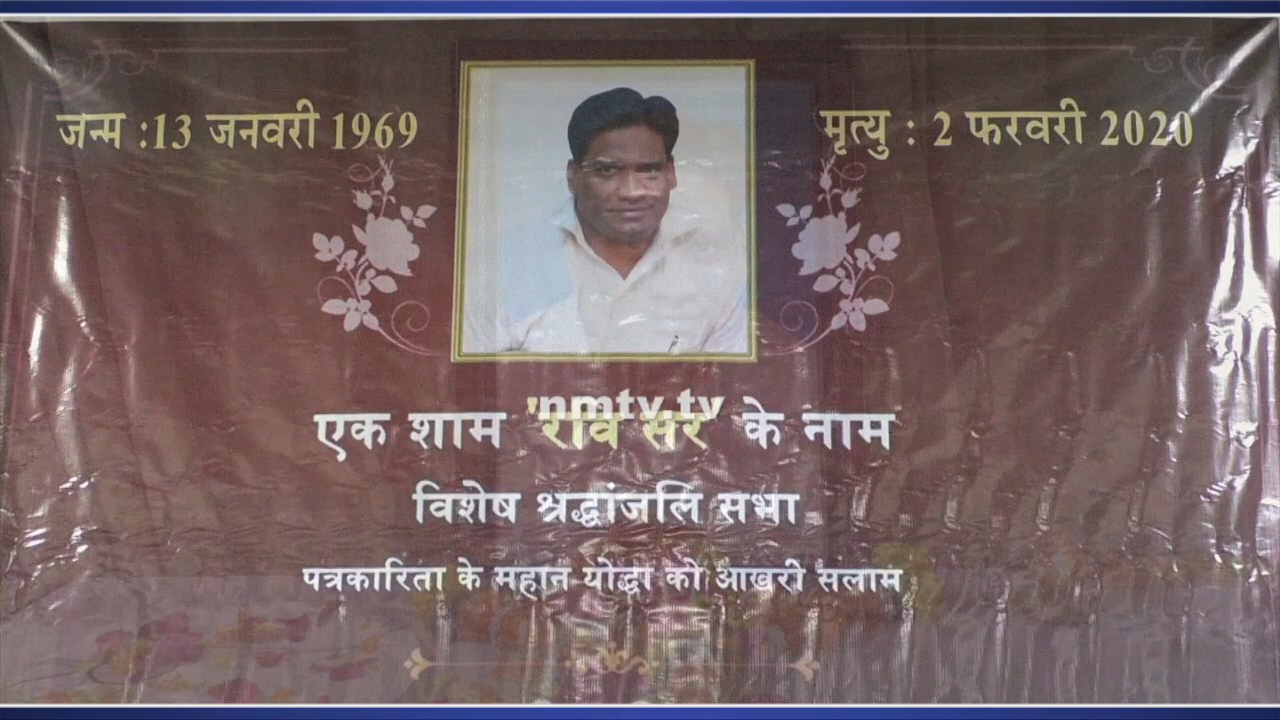 जन्म :13 जनवरी 1969
मृत्यु : 2 फरवरी 2020
nmtv.tv
एक शाम 'रवि सर' के नाम
विशेष श्रद्धांजलि सभा
पत्रकारिता के महान योद्धा को आखरी सलाम